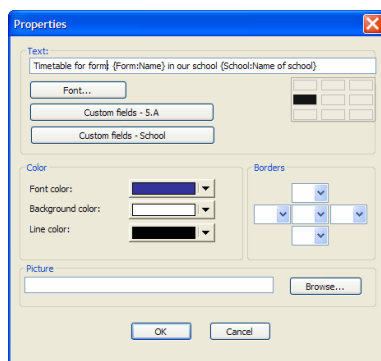 Properties
Text:
Timetable for form: {Form:Name} in our school {School:Name of school}
Font...
Custom fields - 5.A
Custom fields - School
Color
Borders
Font color:
Background color:
Line color:
Picture
Browse...
OK
Cancel